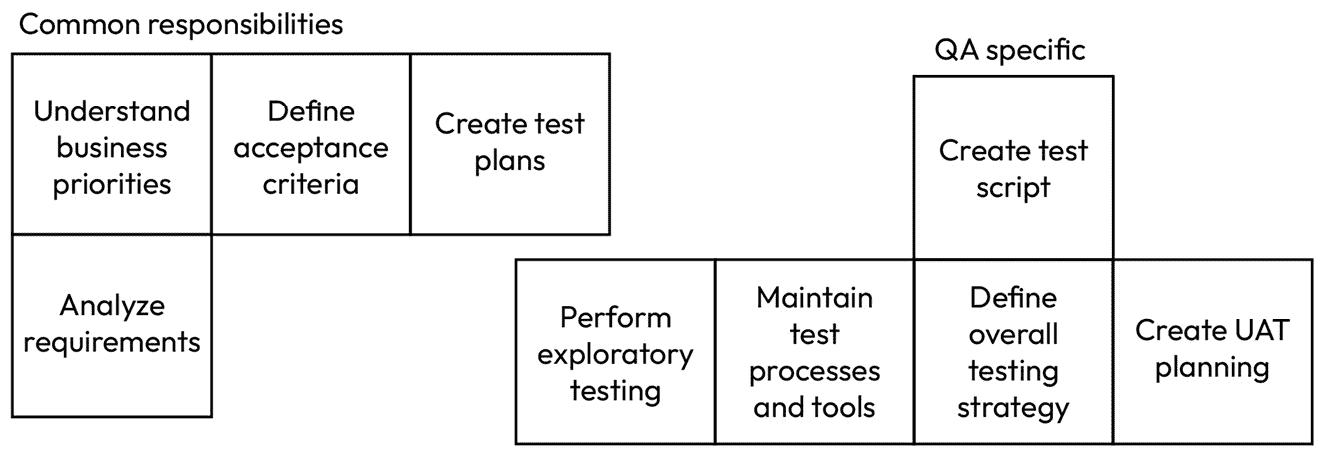 Common responsibilities
Understand
business
priorities
Define
acceptance
criteria
Create test
plans
Analyze
requirements
QA specific
Create test
script
Perform
exploratory
testing
Maintain
test
processes
and tools
Define
overall
testing
strategy
Create UAT
planning